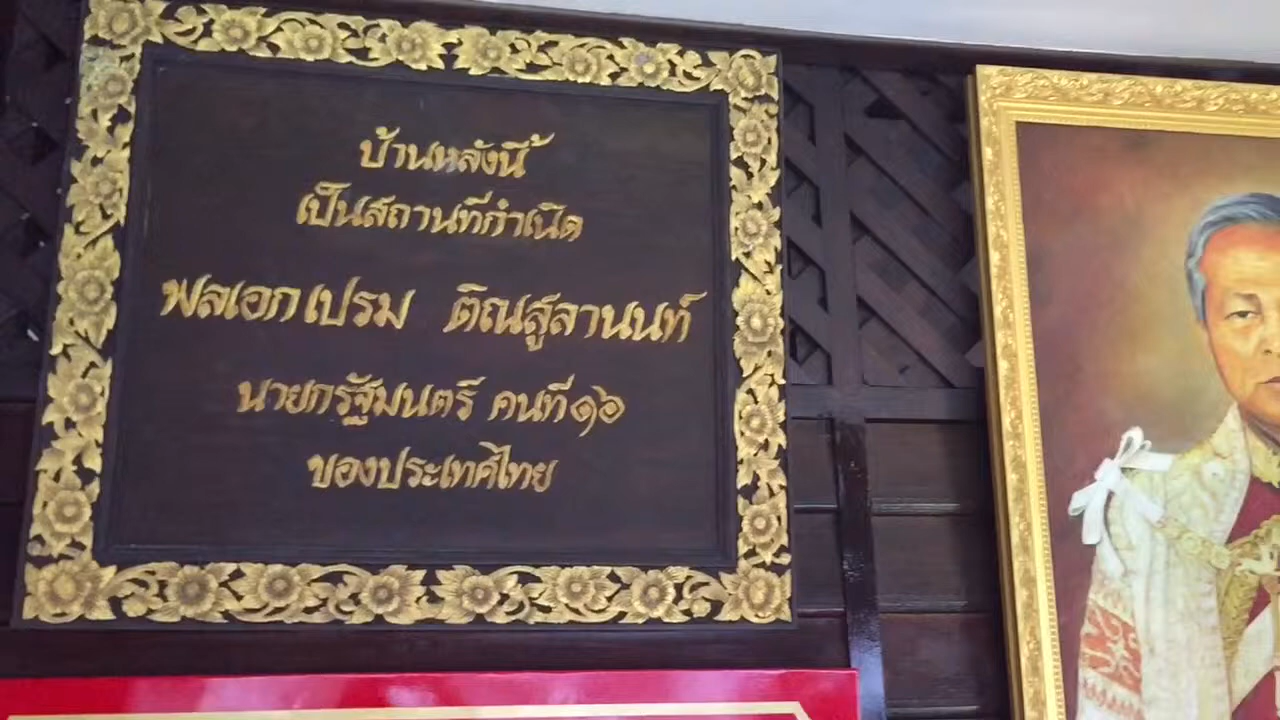 บ้านหลังนี้
เป็นสถานที่กำเนิด
พลเอกเปรม ติณสูลานนท์
นายกรัฐมนตรี คนที่๑๖
ของประเทศไทย